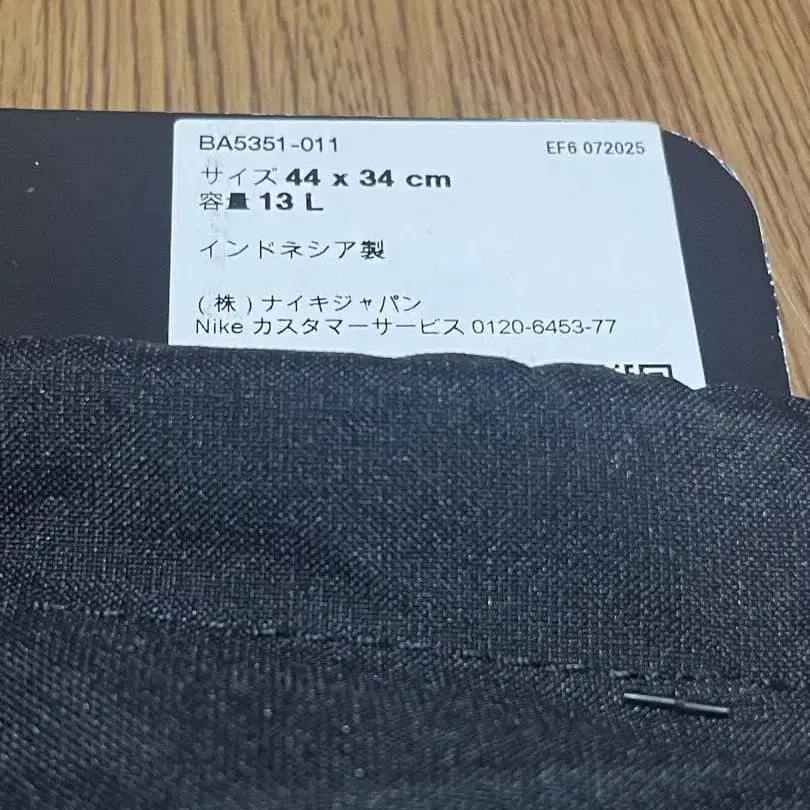 BA5351-011 EF6 072025
サイズ 44 x 34 cm
容量 13 L
インドネシア製
(株)ナイキジャパン
Nike カスタマーサービス 0120-6453-77